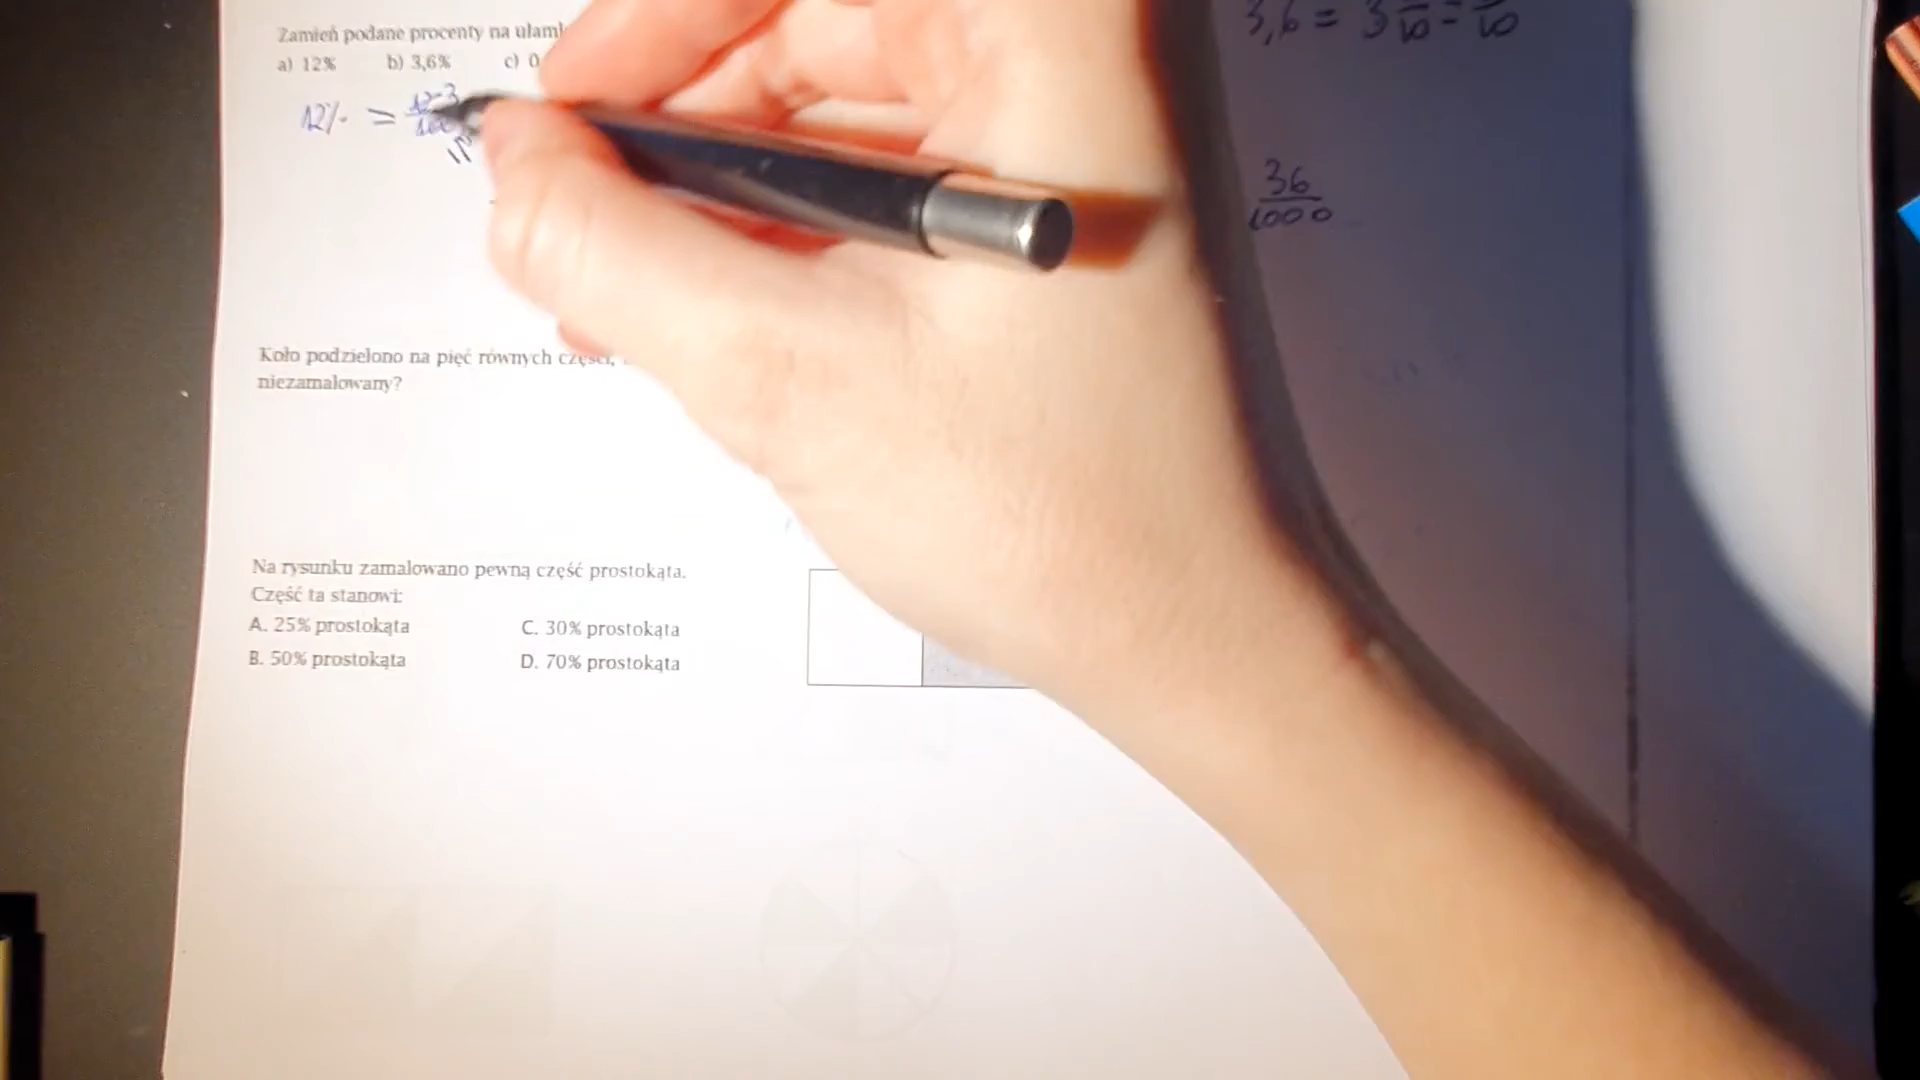 Zamień podane procenty na
a) 12% b) 3,6% c) 0
12% =
3,6 = 3
36
1000
Koło podzielono na pięć równych części,
niezamalowany?
Na rysunku zamalowano pewną część prostokąta.
Część ta stanowi:
A. 25% prostokąta C. 30% prostokąta
B. 50% prostokąta D. 70% prostokąta